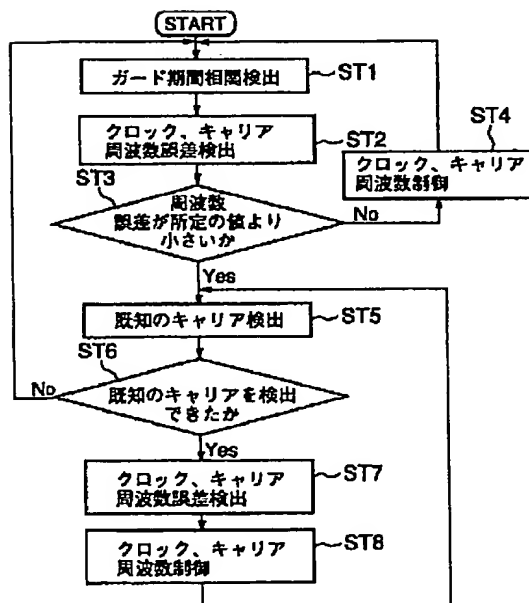 START
ガード期間相関検出
ST1
クロック、キャリア
周波数誤差検出
ST2
ST4
クロック、キャリア
周波数制御
ST3
周波数
誤差が所定の値より
小さいか
No
Yes
既知のキャリア検出
ST5
ST6
既知のキャリアを検出
できたか
No
Yes
クロック、キャリア
周波数誤差検出
ST7
クロック、キャリア
周波数制御
ST8